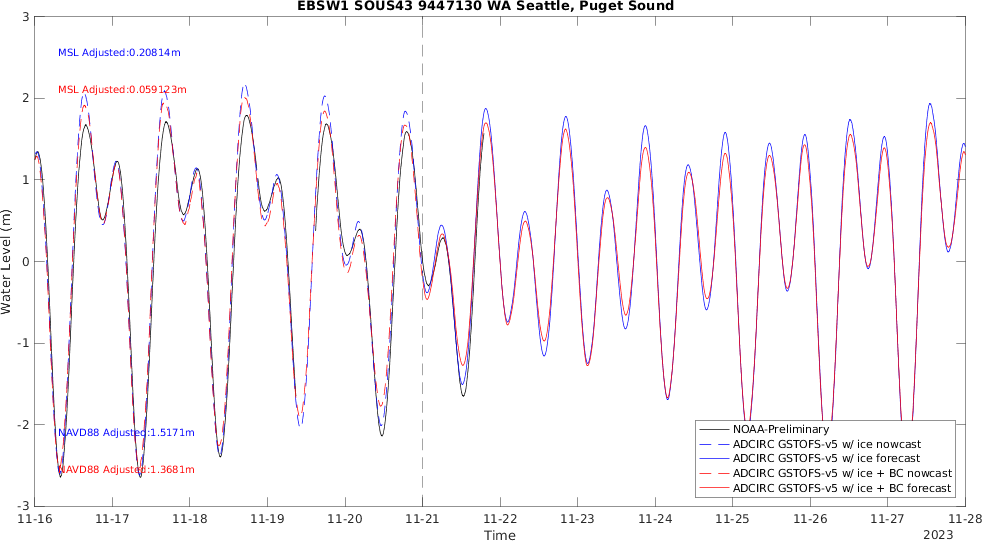 EBSW1 SOUS43 9447130 WA Seattle, Puget Sound
3
MSL Adjusted:0.20814m
MSL Adjusted:0.059123m
2
1
0
Water Level (m)
-1
-2
NAVD88 Adjusted:1.5171m
NAVD88 Adjusted:1.3681m
-3
NOAA-Preliminary
ADCIRC GSTOFS-v5 w/ ice nowcast
ADCIRC GSTOFS-v5 w/ ice forecast
ADCIRC GSTOFS-v5 w/ ice + BC nowcast
ADCIRC GSTOFS-v5 w/ ice + BC forecast
11-16 11-17 11-18 11-19 11-20 11-21 11-22 11-23 11-24 11-25 11-26 11-27 11-28
Time
2023